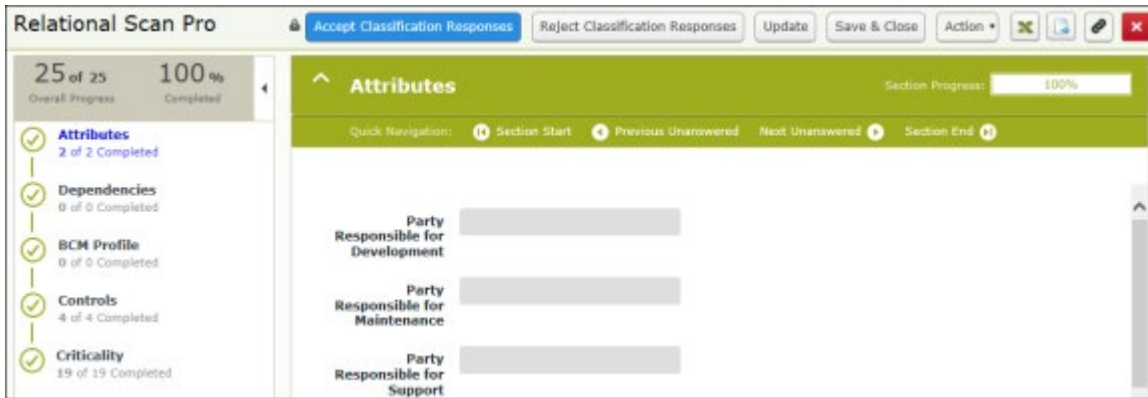 Relational Scan Pro
Accept Classification Responses
Reject Classification Responses
Update
Save & Close
Action
25 of 25
Overall Progress
100 %
Completed
Attributes
2 of 2 Completed
Dependencies
0 of 0 Completed
BCM Profile
0 of 0 Completed
Controls
4 of 4 Completed
Criticality
19 of 19 Completed
Attributes
Section Progress:
100%
Quick Navigation:
Section Start
Previous Unanswered
Next Unanswered
Section End
Party
Responsible for
Development
Party
Responsible for
Maintenance
Party
Responsible for
Support